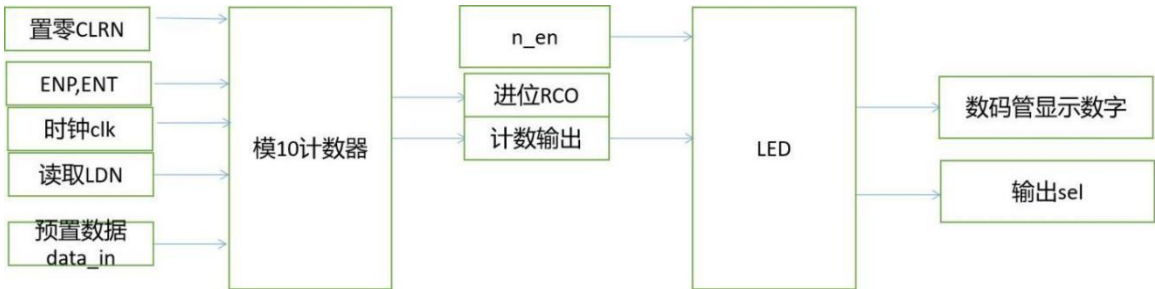 置零CLRN
ENP,ENT
时钟clk
读取LDN
预置数据
data_in
模10计数器
n_en
进位RCO
计数输出
LED
数码管显示数字
输出sel